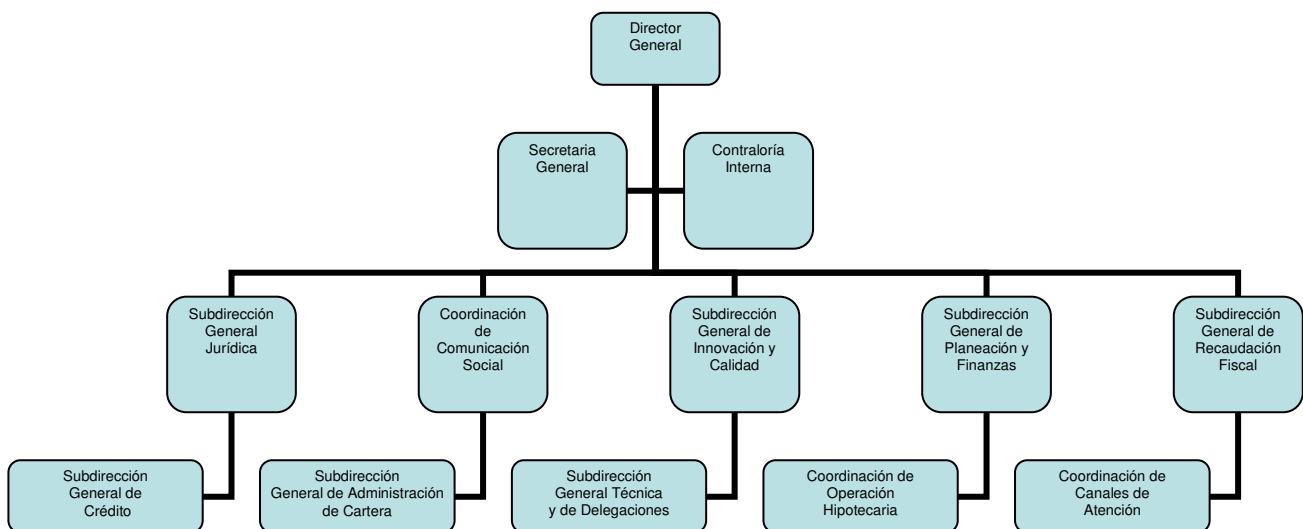 Director
General
Secretaria
General
Contraloría
Interna
Subdirección
General
Jurídica
Coordinación
de
Comunicación
Social
Subdirección
General de
Innovación y
Calidad
Subdirección
General de
Planeación y
Finanzas
Subdirección
General de
Recaudación
Fiscal
Subdirección
General de
Crédito
Subdirección
General de Administración
de Cartera
Subdirección
General Técnica
y de Delegaciones
Coordinación de
Operación
Hipotecaria
Coordinación de
Canales de
Atención